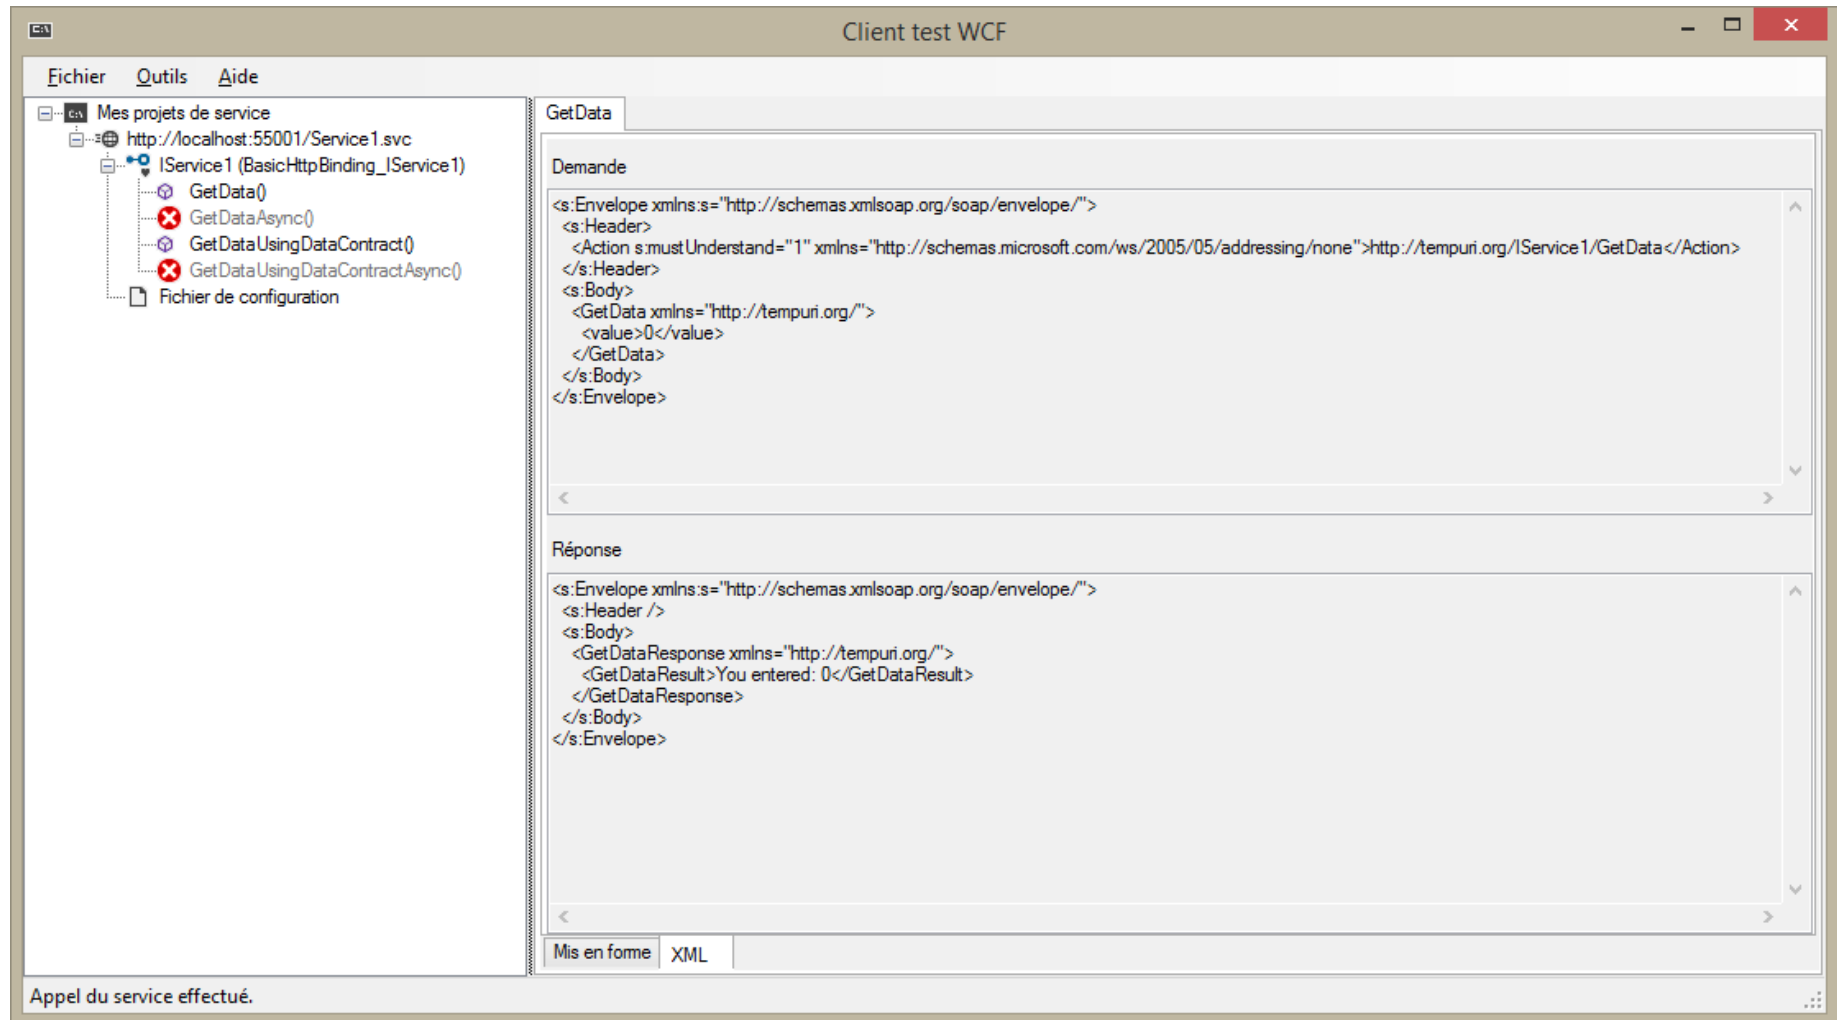 Client test WCF
Fichier Outils Aide
Mes projets de service
http://localhost:55001/Service1.svc
IService1 (BasicHttpBinding_IService1)
GetData()
GetDataAsync()
GetDataUsingDataContract()
GetDataUsingDataContractAsync()
Fichier de configuration
GetData
Demande
<s:Envelope xmlns:s="http://schemas.xmlsoap.org/soap/envelope/">
<s:Header>
<Action s:mustUnderstand="1" xmlns="http://schemas.microsoft.com/ws/2005/05/addressing/none">http://tempuri.org/IService1/GetData</Action>
</s:Header>
<s:Body>
<GetData xmlns="http://tempuri.org/">
<value>0</value>
</GetData>
</s:Body>
</s:Envelope>
Réponse
<s:Envelope xmlns:s="http://schemas.xmlsoap.org/soap/envelope/">
<s:Header />
<s:Body>
<GetDataResponse xmlns="http://tempuri.org/">
<GetDataResult>You entered: 0</GetDataResult>
</GetDataResponse>
</s:Body>
</s:Envelope>
Mis en forme XML
Appel du service effectué.